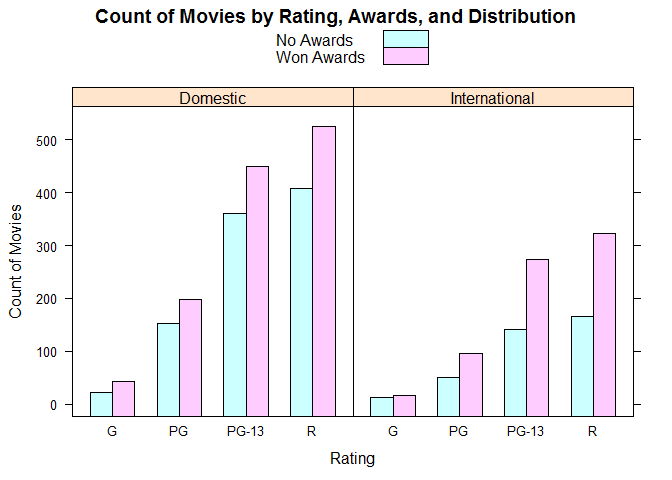 Count of Movies by Rating, Awards, and Distribution
No Awards
Won Awards
Domestic International
500
400
300
200
100
0
Count of Movies
G PG PG-13 R G PG PG-13 R
Rating